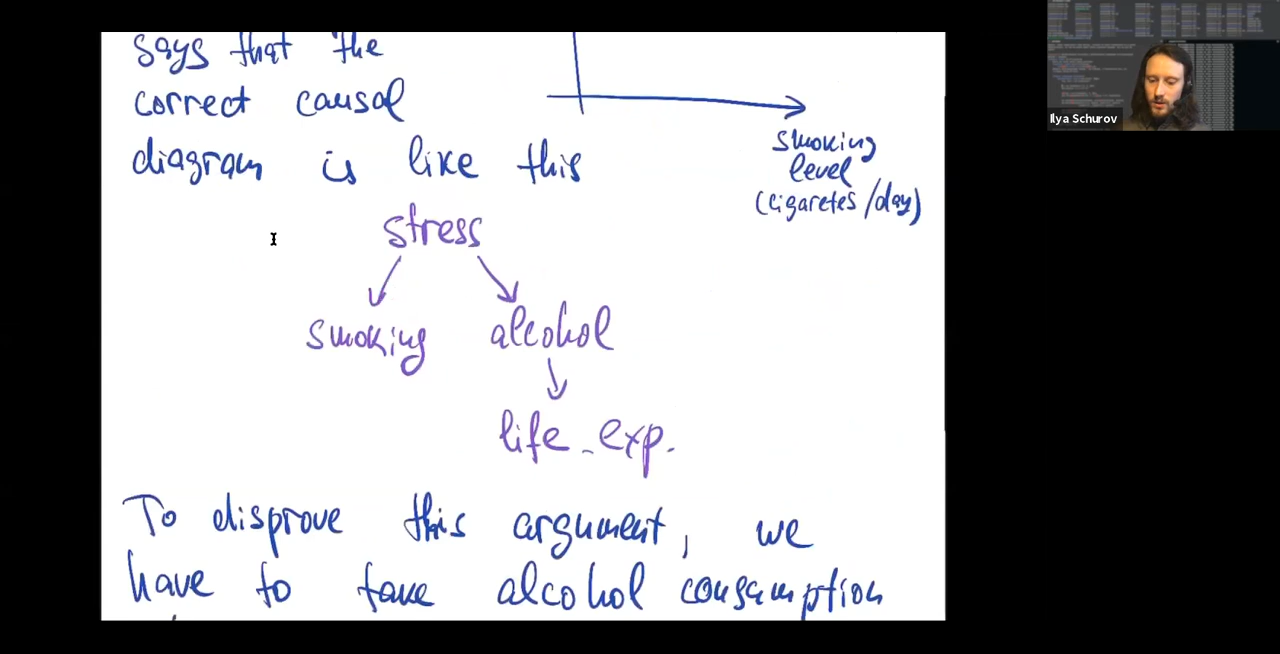 says that the
correct causal
diagram is like this
smoking
level
(cigaretes/day)
stress
smoking alcohol
life_exp.
To disprove this argument, we
have to take alcohol consumption
Ilya Schurov